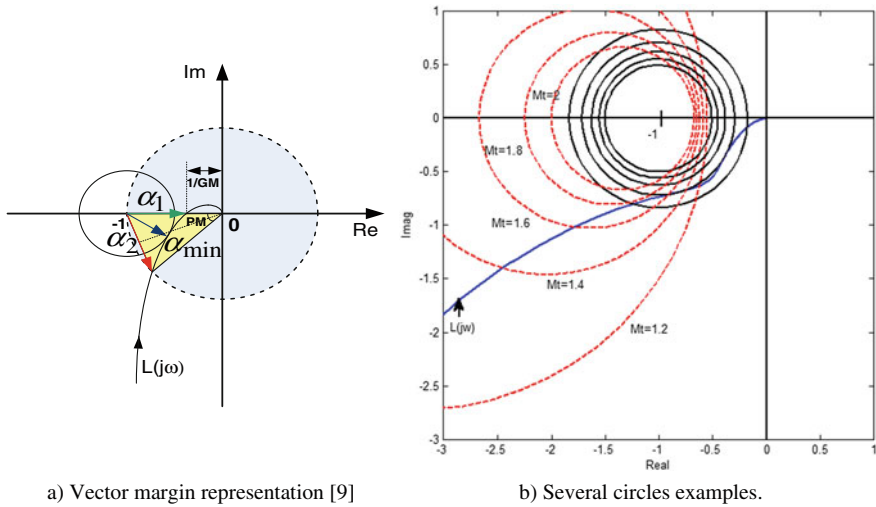 Im
α₁
1/GM
-1
PM
0
Re
α₂
αmin
L(jω)
a) Vector margin representation [9]
1
0.5
0
-0.5
-1
-1.5
-2
-2.5
-3
Imag
Mt=2
-1
Mt=1.8
Mt=1.6
Mt=1.4
L(jw)
Mt=1.2
-3
-2.5
-2
-1.5
-1
-0.5
0
0.5
1
Real
b) Several circles examples.